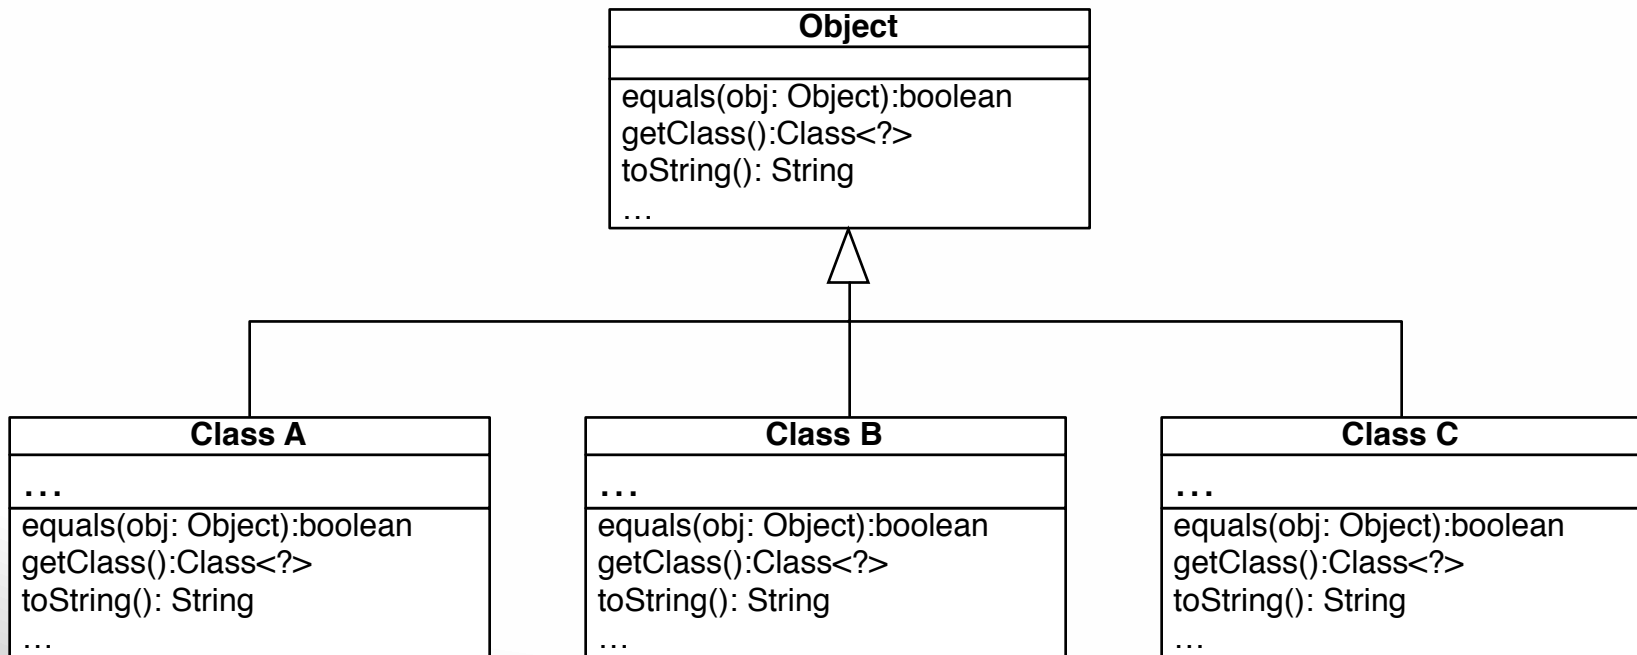 Object
equals(obj: Object):boolean
getClass():Class<?>
toString(): String
…
Class A
...
equals(obj: Object):boolean
getClass():Class<?>
toString(): String
…
Class B
...
equals(obj: Object):boolean
getClass():Class<?>
toString(): String
…
Class C
...
equals(obj: Object):boolean
getClass():Class<?>
toString(): String
…